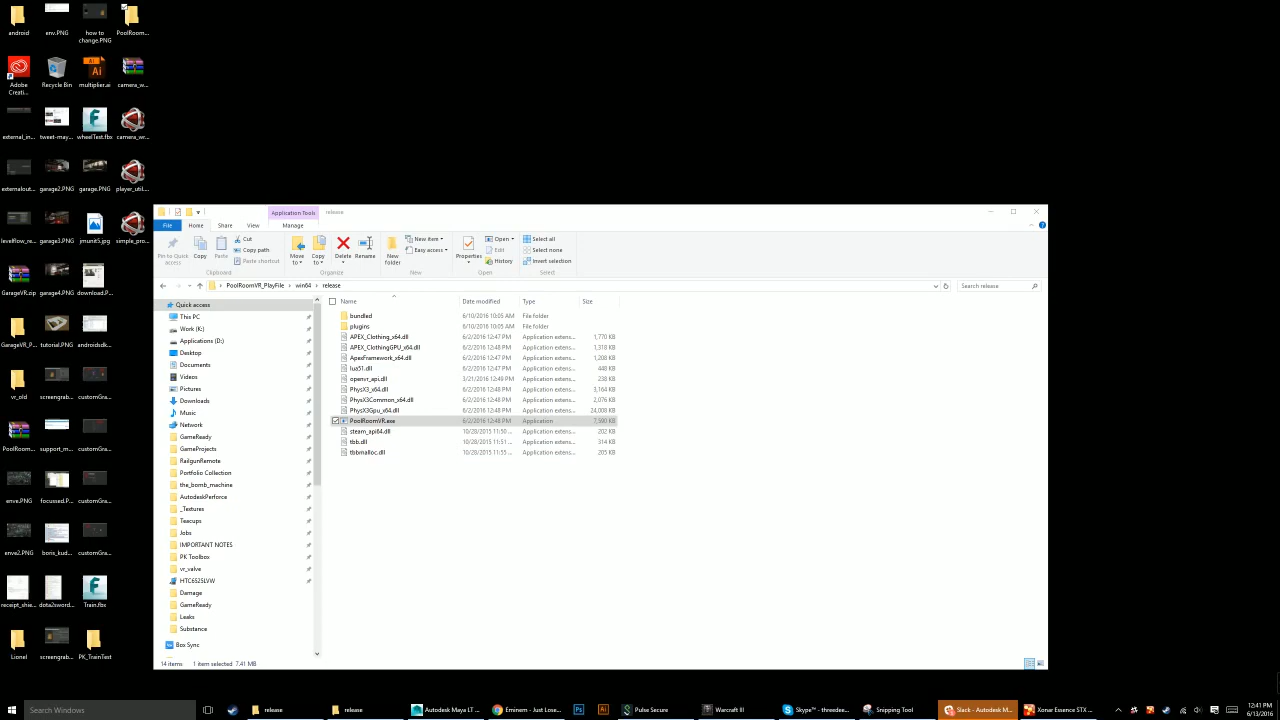 android
env.PNG
how to change.PNG
PoolRoom...
Adobe Creati...
Recycle Bin
multiplier.ai
camera_w...
external_in...
tweet-may...
wheelTest.fbx
camera_wr...
externalout...
garage2.PNG
garage.PNG
player_util....
levelflow_re...
garage3.PNG
jmunit5.jpg
simple_pro...
GarageVR.zip
garage4.PNG
download.P...
GarageVR_P...
tutorial.PNG
androidsdk...
vr_old
screengrab...
customGra...
PoolRoom...
support_m...
customGra...
enve.PNG
focussed.P...
customGra...
enve2.PNG
boris_kud...
customGra...
receipt_shie...
dota2sword...
Train.fbx
Lionel
screengrab...
PK_TrainTest
Application Tools
release
File
Home
Share
View
Manage
Pin to Quick access
Copy
Paste
Cut
Copy path
Paste shortcut
Clipboard
Move to
Copy to
Delete
Rename
Organize
New folder
New item
Easy access
New
Properties
Open
Edit
History
Open
Select all
Select none
Invert selection
Select
PoolRoomVR_PlayFile > win64 > release
Search release
Quick access
This PC
Work (K:)
Applications (D:)
Desktop
Documents
Videos
Pictures
Downloads
Music
Network
GameReady
GameProjects
RailgunRemote
Portfolio Collection
the_bomb_machine
AutodeskPerforce
_Textures
Teacups
Jobs
IMPORTANT NOTES
PK Toolbox
vr_valve
HTC6525LVW
Damage
GameReady
Leaks
Substance
Box Sync
Name Date modified Type Size
bundled 6/10/2016 10:05 AM File folder
plugins 6/10/2016 10:05 AM File folder
APEX_Clothing_x64.dll 6/2/2016 12:47 PM Application extens... 1,770 KB
APEX_ClothingGPU_x64.dll 6/2/2016 12:48 PM Application extens... 1,318 KB
ApexFramework_x64.dll 6/2/2016 12:47 PM Application extens... 1,208 KB
lua51.dll 6/2/2016 12:47 PM Application extens... 448 KB
openvr_api.dll 3/21/2016 12:49 PM Application extens... 238 KB
PhysX3_x64.dll 6/2/2016 12:47 PM Application extens... 3,164 KB
PhysX3Common_x64.dll 6/2/2016 12:47 PM Application extens... 2,076 KB
PhysX3Gpu_x64.dll 6/2/2016 12:48 PM Application extens... 24,008 KB
PoolRoomVR.exe 6/2/2016 12:48 PM Application 7,590 KB
steam_api64.dll 10/28/2015 11:50 ... Application extens... 202 KB
tbb.dll 10/28/2015 11:51 ... Application extens... 314 KB
tbbmalloc.dll 10/28/2015 11:55 ... Application extens... 205 KB
14 items 1 item selected 7.41 MB
Search Windows
release
release
Autodesk Maya LT ...
Eminem - Just Lose...
Ps
Ai
Pulse Secure
Warcraft III
Skype™ - threedee...
Snipping Tool
Slack - Autodesk M...
Xonar Essence STX ...
12:41 PM
6/13/2016